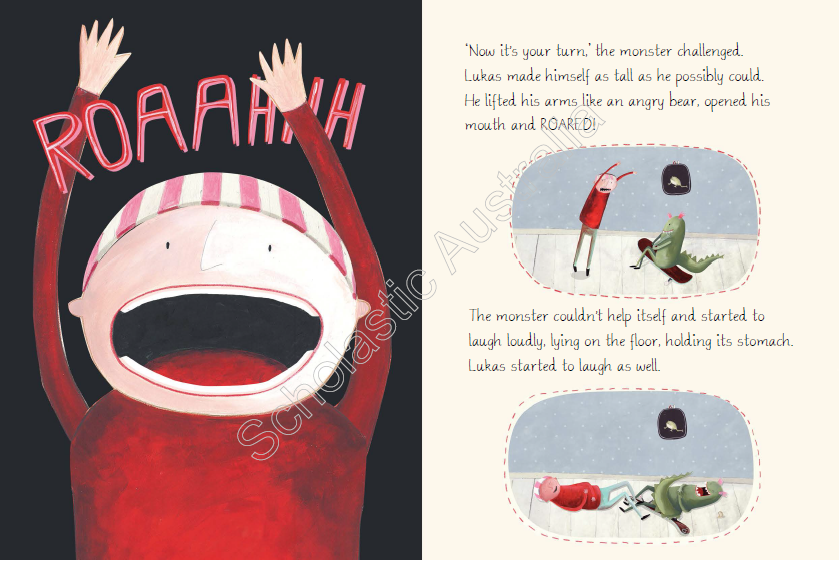 ROAAHHH
'Now it's your turn,' the monster challenged.
Lukas made himself as tall as he possibly could.
He lifted his arms like an angry bear, opened his
mouth and ROARED!
The monster couldn't help itself and started to
laugh loudly, lying on the floor, holding its stomach.
Lukas started to laugh as well.
Scholastic Australia